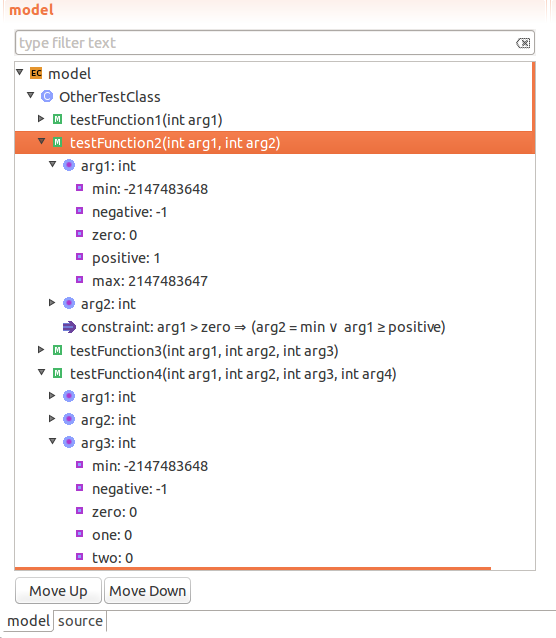 model
type filter text
EC model
C OtherTestClass
M testFunction1(int arg1)
M testFunction2(int arg1, int arg2)
arg1: int
min: -2147483648
negative: -1
zero: 0
positive: 1
max: 2147483647
arg2: int
constraint: arg1 > zero ⇒ (arg2 = min ∨ arg1 ≥ positive)
M testFunction3(int arg1, int arg2, int arg3)
M testFunction4(int arg1, int arg2, int arg3, int arg4)
arg1: int
arg2: int
arg3: int
min: -2147483648
negative: -1
zero: 0
one: 0
two: 0
Move Up Move Down
model source